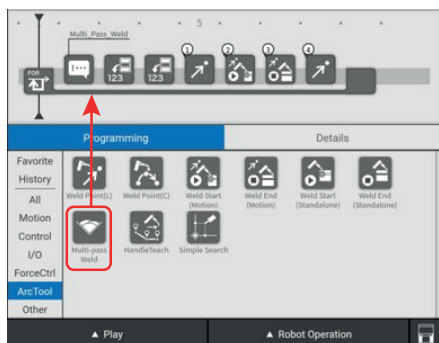 5
Multi_Pass_Weld
1 2 3 4
FOR 123 123
Programming Details
Favorite
History
All
Motion
Control
I/O
ForceCtrl
ArcTool
Other
Weld Point(L) Weld Point(C) Weld Start (Motion) Weld End (Motion) Weld Start (Standalone) Weld End (Standalone)
Multi-pass Weld HandleTeach Simple Search
▲ Play ▲ Robot Operation